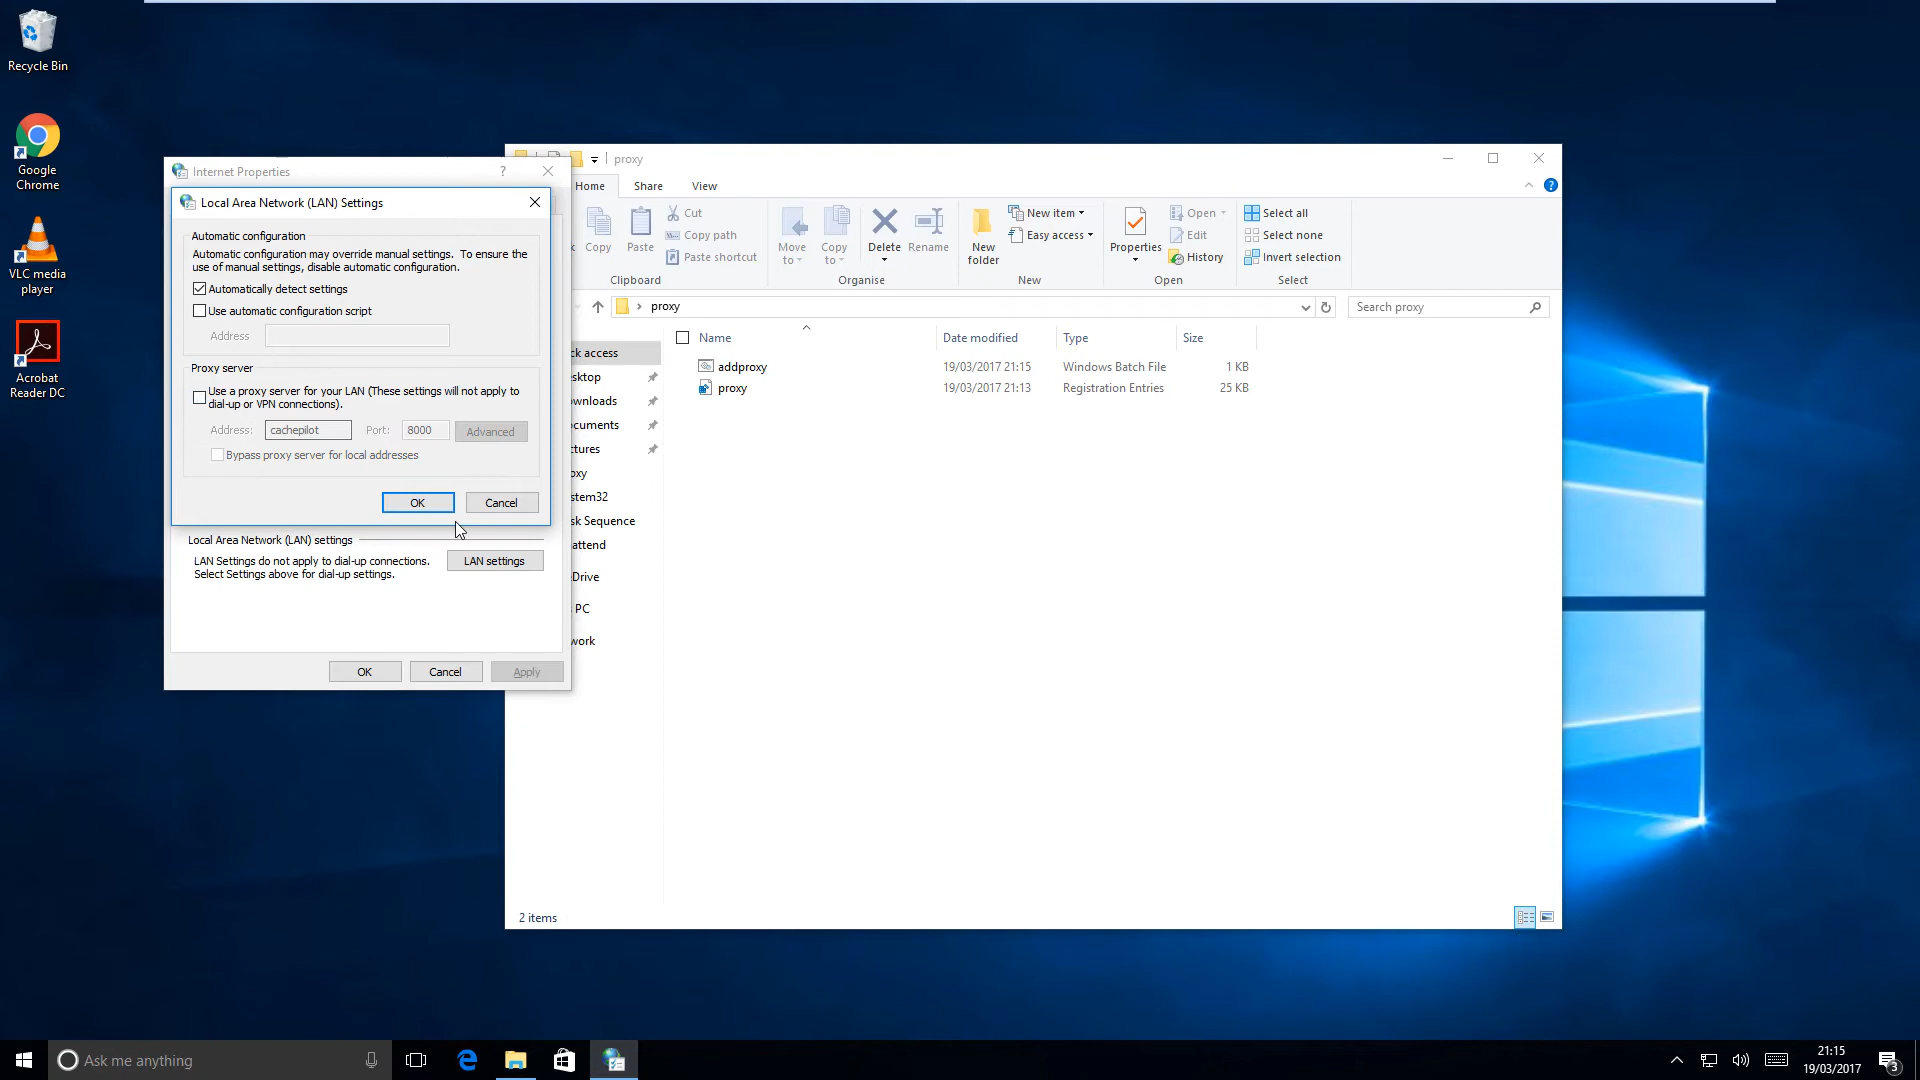 Recycle Bin
Google
Chrome
VLC media
player
Acrobat
Reader DC
Internet Properties
?
Local Area Network (LAN) Settings
Automatic configuration
Automatic configuration may override manual settings. To ensure the
use of manual settings, disable automatic configuration.
Automatically detect settings
Use automatic configuration script
Address
Proxy server
Use a proxy server for your LAN (These settings will not apply to
dial-up or VPN connections).
Address:
cachepilot
Port:
8000
Advanced
Bypass proxy server for local addresses
OK
Cancel
Local Area Network (LAN) settings
LAN Settings do not apply to dial-up connections.
Select Settings above for dial-up settings.
LAN settings
OK
Cancel
Apply
proxy
Home
Share
View
Copy
Paste
Cut
Copy path
Paste shortcut
Clipboard
Move
to
Copy
to
Delete
Rename
Organise
New
folder
New item
Easy access
New
Properties
Open
Edit
History
Open
Select all
Select none
Invert selection
Select
proxy
Search proxy
Name
Date modified
Type
Size
addproxy
19/03/2017 21:15
Windows Batch File
1 KB
proxy
19/03/2017 21:13
Registration Entries
25 KB
ck access
esktop
ownloads
ocuments
ctures
oxy
stem32
sk Sequence
attend
eDrive
s PC
work
2 items
Ask me anything
21:15
19/03/2017
3